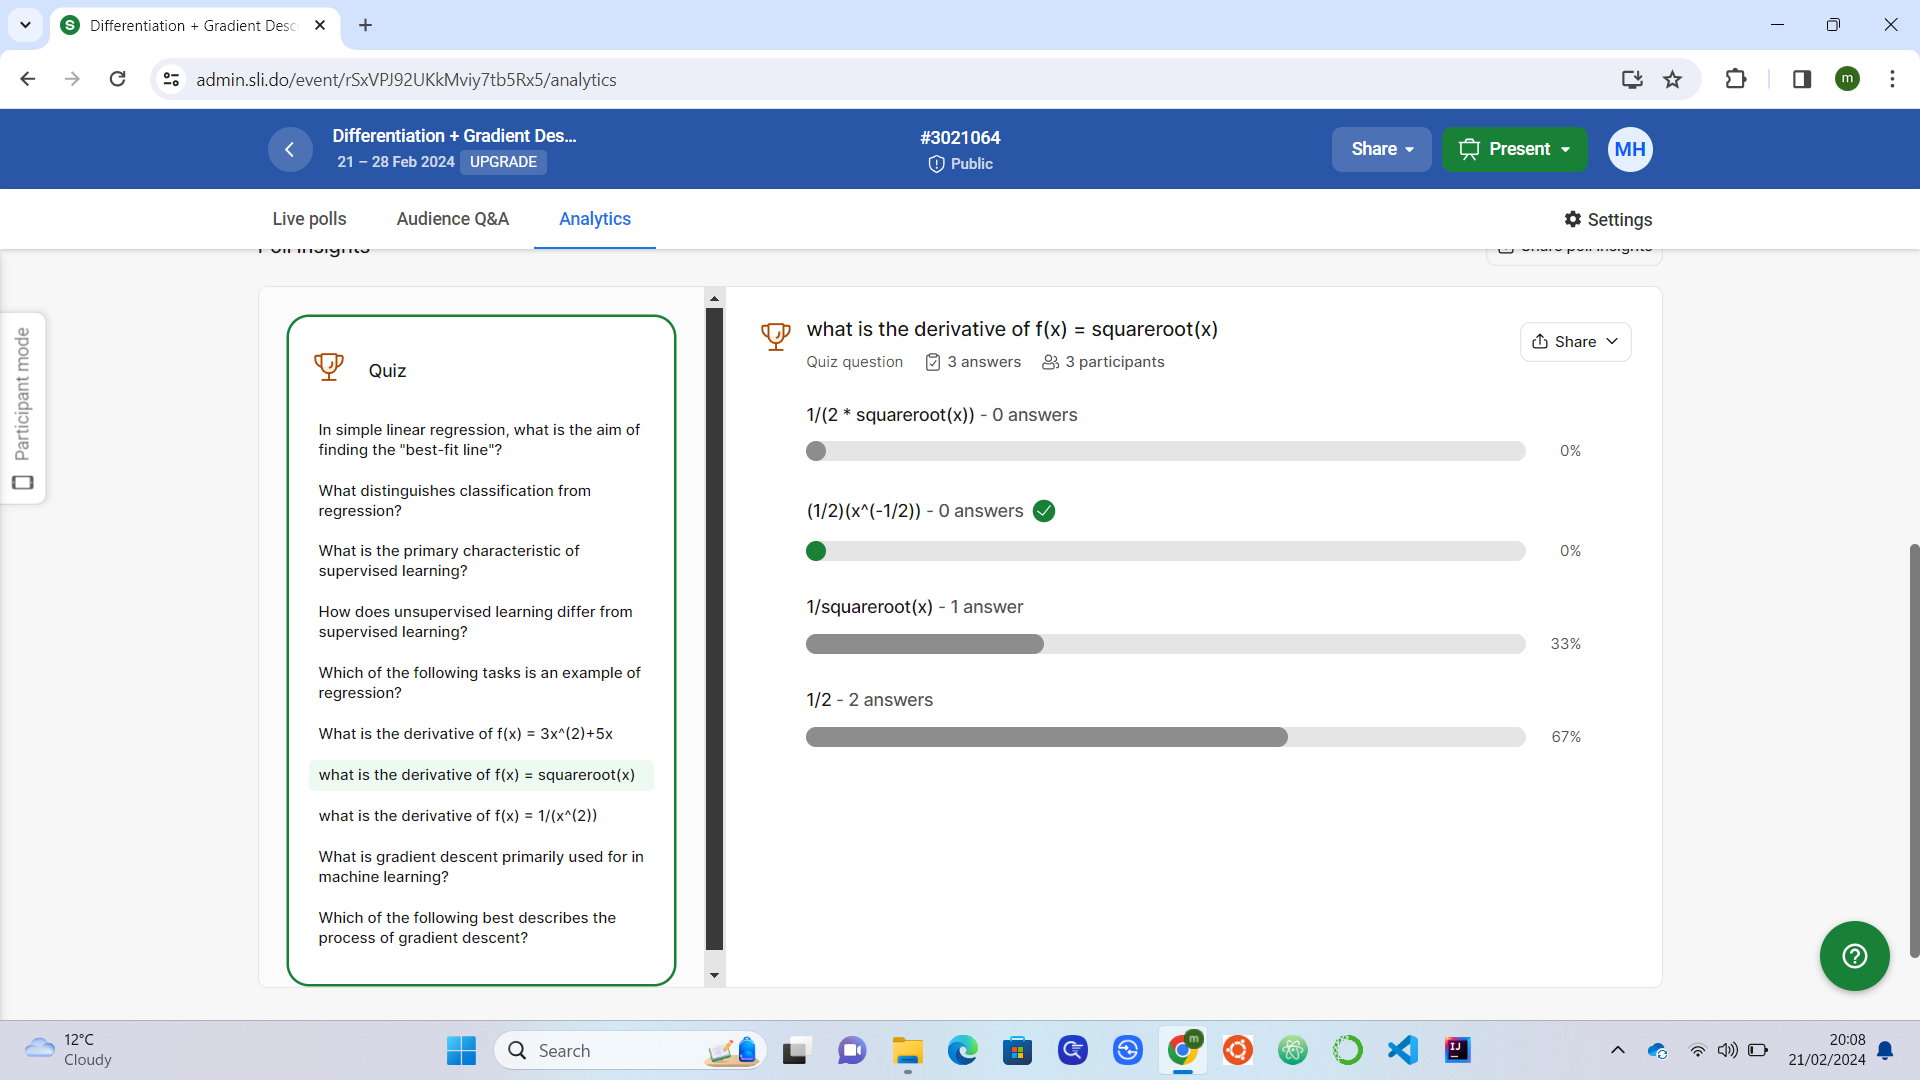 Differentiation + Gradient Desc
admin.sli.do/event/rSxVPJ92UKkMviy7tb5Rx5/analytics
m
Differentiation + Gradient Des...
21 – 28 Feb 2024 UPGRADE
#3021064
Public
Share
Present
MH
Live polls
Audience Q&A
Analytics
Settings
Poll insights
Share poll insights
Participant mode
Quiz
In simple linear regression, what is the aim of
finding the "best-fit line"?
What distinguishes classification from
regression?
What is the primary characteristic of
supervised learning?
How does unsupervised learning differ from
supervised learning?
Which of the following tasks is an example of
regression?
What is the derivative of f(x) = 3x^(2)+5x
what is the derivative of f(x) = squareroot(x)
what is the derivative of f(x) = 1/(x^(2))
What is gradient descent primarily used for in
machine learning?
Which of the following best describes the
process of gradient descent?
what is the derivative of f(x) = squareroot(x)
Quiz question 3 answers 3 participants
Share
1/(2 * squareroot(x)) - 0 answers
0%
(1/2)(x^(-1/2)) - 0 answers
0%
1/squareroot(x) - 1 answer
33%
1/2 - 2 answers
67%
12°C
Cloudy
Search
m
20:08
21/02/2024